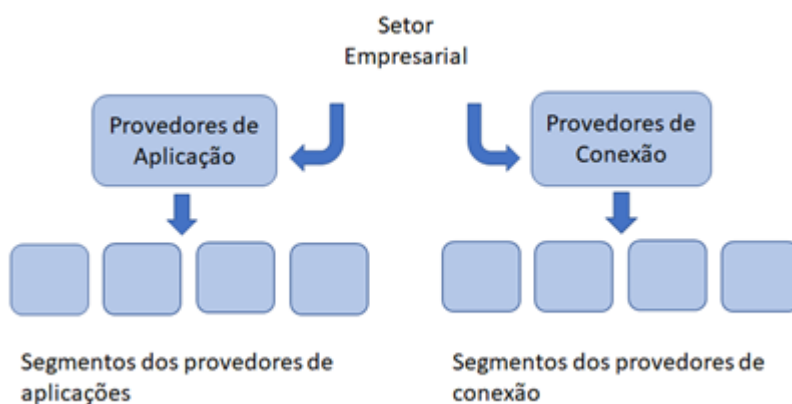 Setor
Empresarial
Provedores de
Aplicação
Provedores de
Conexão
Segmentos dos provedores de
aplicações
Segmentos dos provedores de
conexão